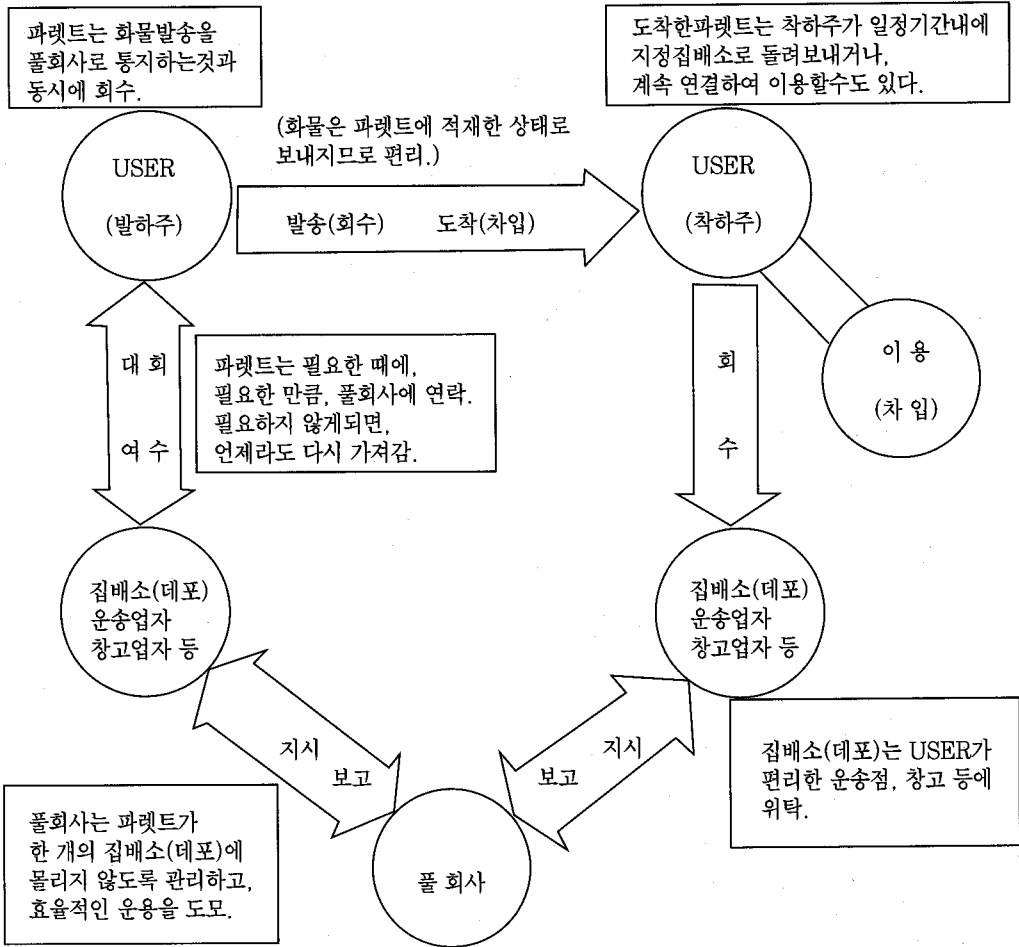 파렛트는 화물발송을
풀회사로 통지하는것과
동시에 회수.
도착한파렛트는 착하주가 일정기간내에
지정집배소로 돌려보내거나,
계속 연결하여 이용할수도 있다.
(화물은 파렛트에 적재한 상태로
보내지므로 편리.)
USER
(발하주)
발송(회수) 도착(차입)
USER
(착하주)
대 회
여 수
파렛트는 필요한 때에,
필요한 만큼, 풀회사에 연락.
필요하지 않게되면,
언제라도 다시 가져감.
회
수
이 용
(차 입)
집배소(데포)
운송업자
창고업자 등
집배소(데포)
운송업자
창고업자 등
지시
보고
지시
보고
집배소(데포)는 USER가
편리한 운송점, 창고 등에
위탁.
풀회사는 파렛트가
한 개의 집배소(데포)에
몰리지 않도록 관리하고,
효율적인 운용을 도모.
풀 회사